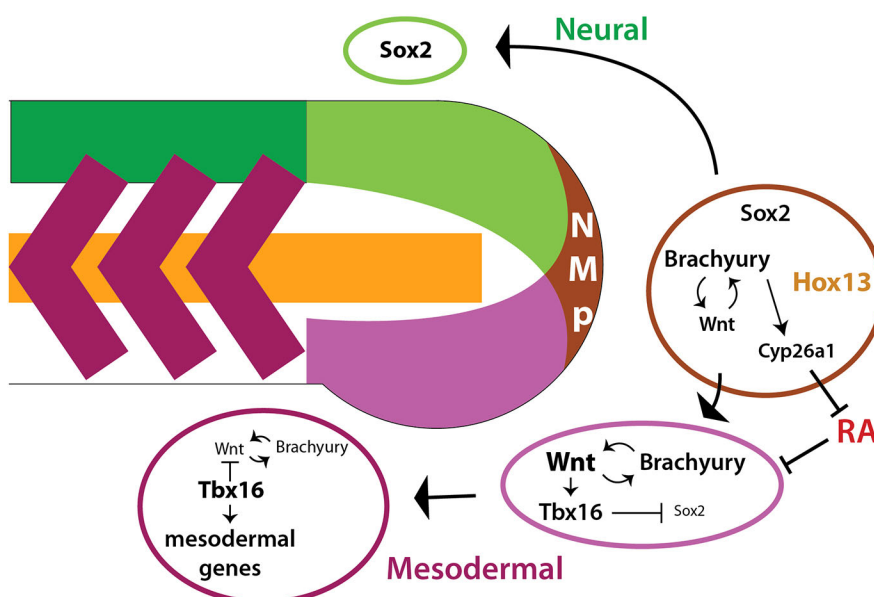 Neural
Sox2
N
M
p
Sox2
Brachyury
Hox13
Wnt
Cyp26a1
RA
Wnt
Brachyury
Tbx16
Sox2
Wnt
Brachyury
Tbx16
mesodermal
genes
Mesodermal